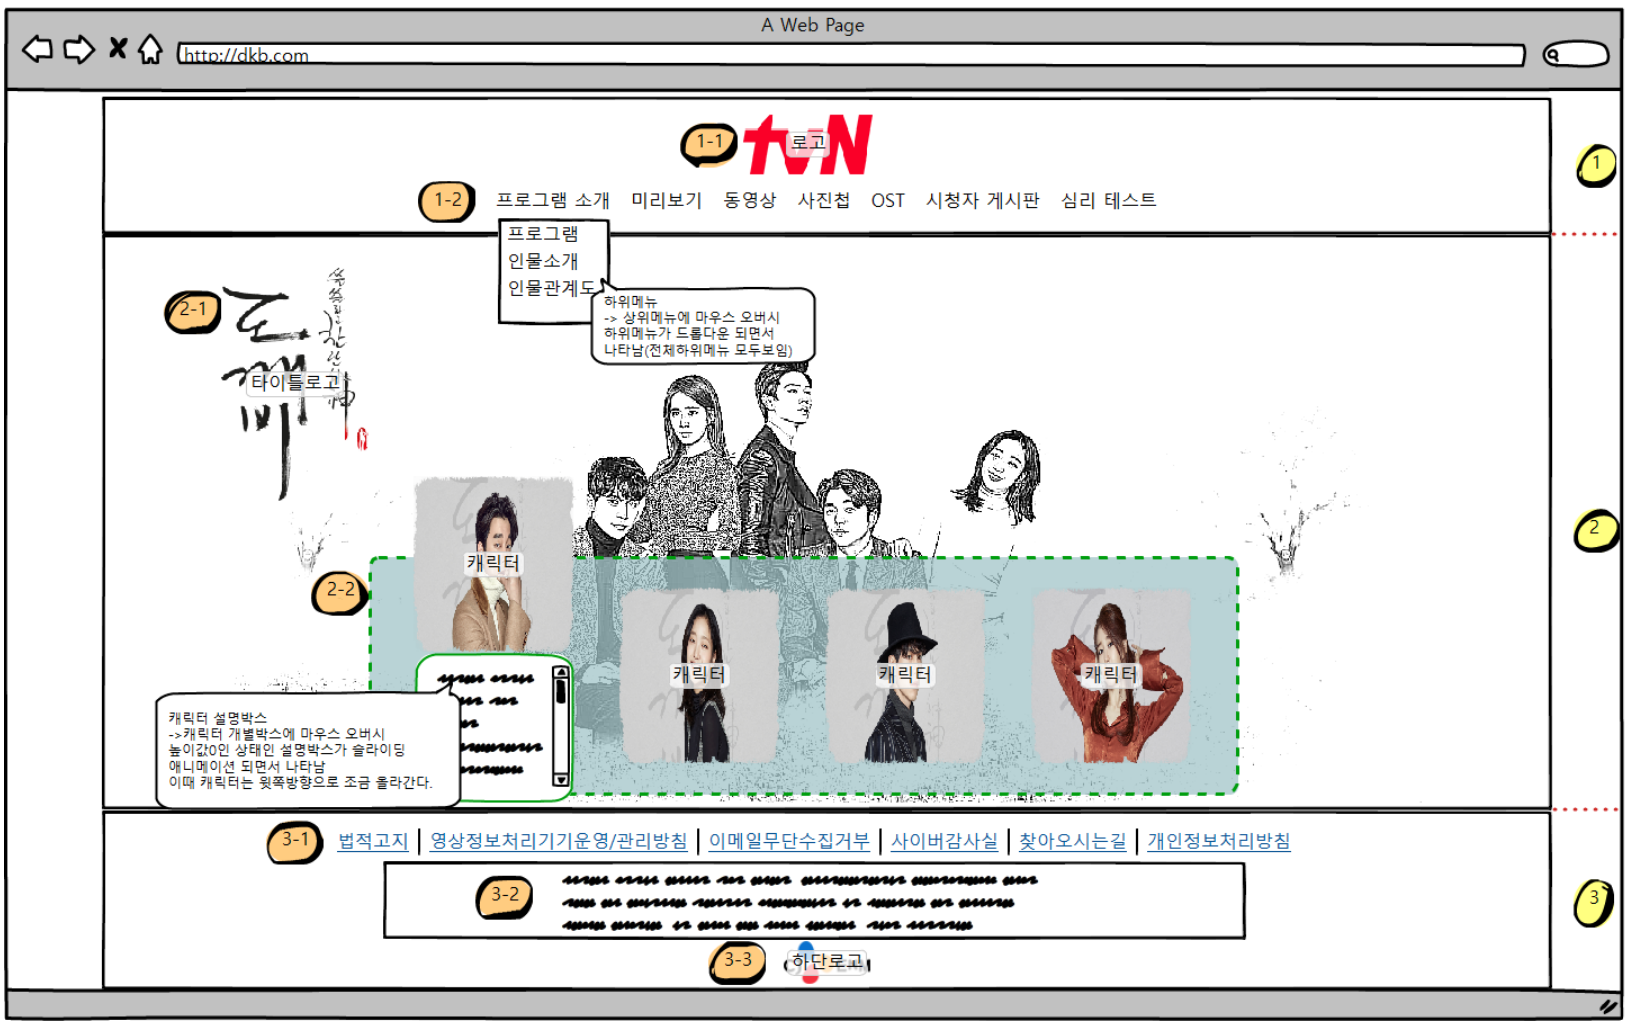 A Web Page
http://dkb.com
1-1
tvN
로고
1
1-2
프로그램 소개 미리보기 동영상 사진첩 OST 시청자 게시판 심리 테스트
프로그램
인물소개
인물관계도
하위메뉴
-> 상위메뉴에 마우스 오버시
하위메뉴가 드롭다운 되면서
나타남(전체하위메뉴 모두보임)
2-1
도깨비
타이틀로고
2
2-2
캐릭터
캐릭터
캐릭터
캐릭터
캐릭터 설명박스
->캐릭터 개별박스에 마우스 오버시
높이값0인 상태인 설명박스가 슬라이딩
애니메이션 되면서 나타남
이때 캐릭터는 윗쪽방향으로 조금 올라간다.
3-1
법적고지 | 영상정보처리기기운영/관리방침 | 이메일무단수집거부 | 사이버감사실 | 찾아오시는길 | 개인정보처리방침
3-2
3
3-3
하단로고